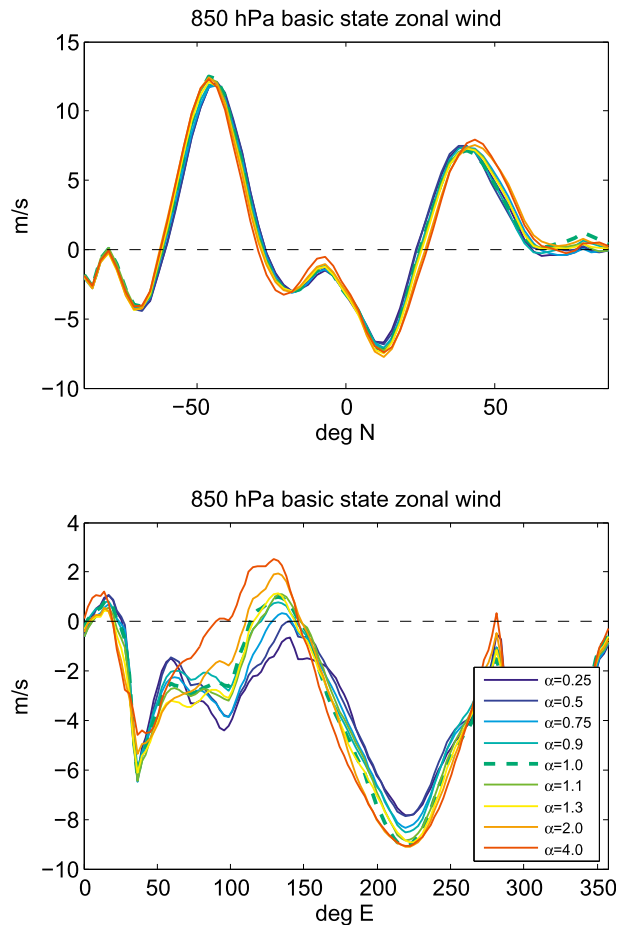 850 hPa basic state zonal wind
15
10
5
0
−5
−10
m/s
−50
0
50
deg N
850 hPa basic state zonal wind
4
2
0
−2
−4
−6
−8
−10
m/s
α=0.25
α=0.5
α=0.75
α=0.9
α=1.0
α=1.1
α=1.3
α=2.0
α=4.0
0
50
100
150
200
250
300
350
deg E